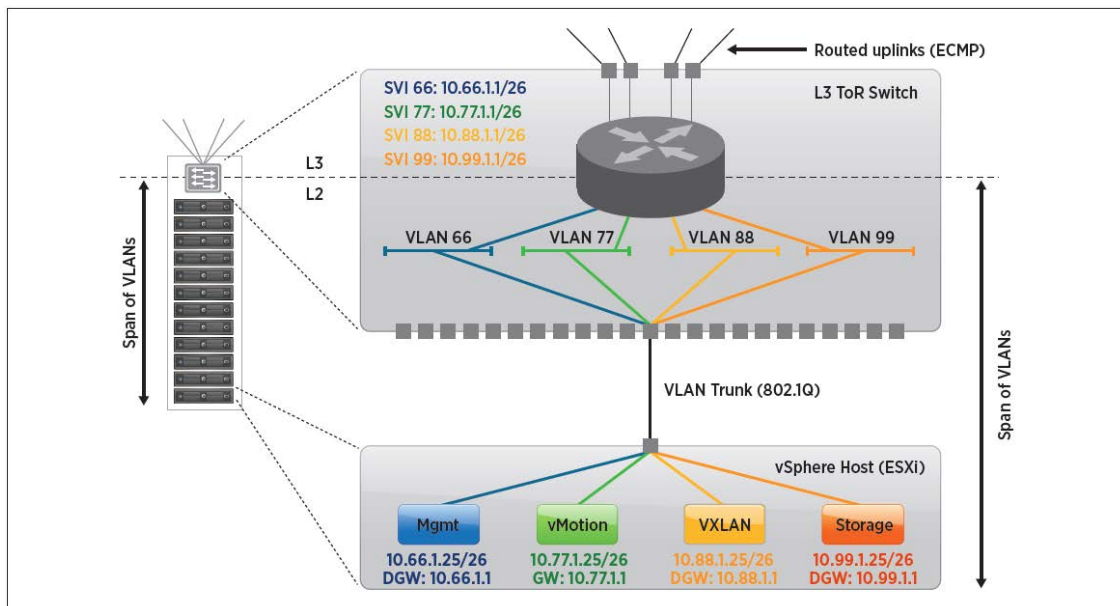 Routed uplinks (ECMP)
L3 ToR Switch
SVI 66: 10.66.1.1/26
SVI 77: 10.77.1.1/26
SVI 88: 10.88.1.1/26
SVI 99: 10.99.1.1/26
L3
L2
Span of VLANs
VLAN 66
VLAN 77
VLAN 88
VLAN 99
VLAN Trunk (802.1Q)
Span of VLANs
vSphere Host (ESXi)
Mgmt
vMotion
VXLAN
Storage
10.66.1.25/26
DGW: 10.66.1.1
10.77.1.25/26
GW: 10.77.1.1
10.88.1.25/26
DGW: 10.88.1.1
10.99.1.25/26
DGW: 10.99.1.1